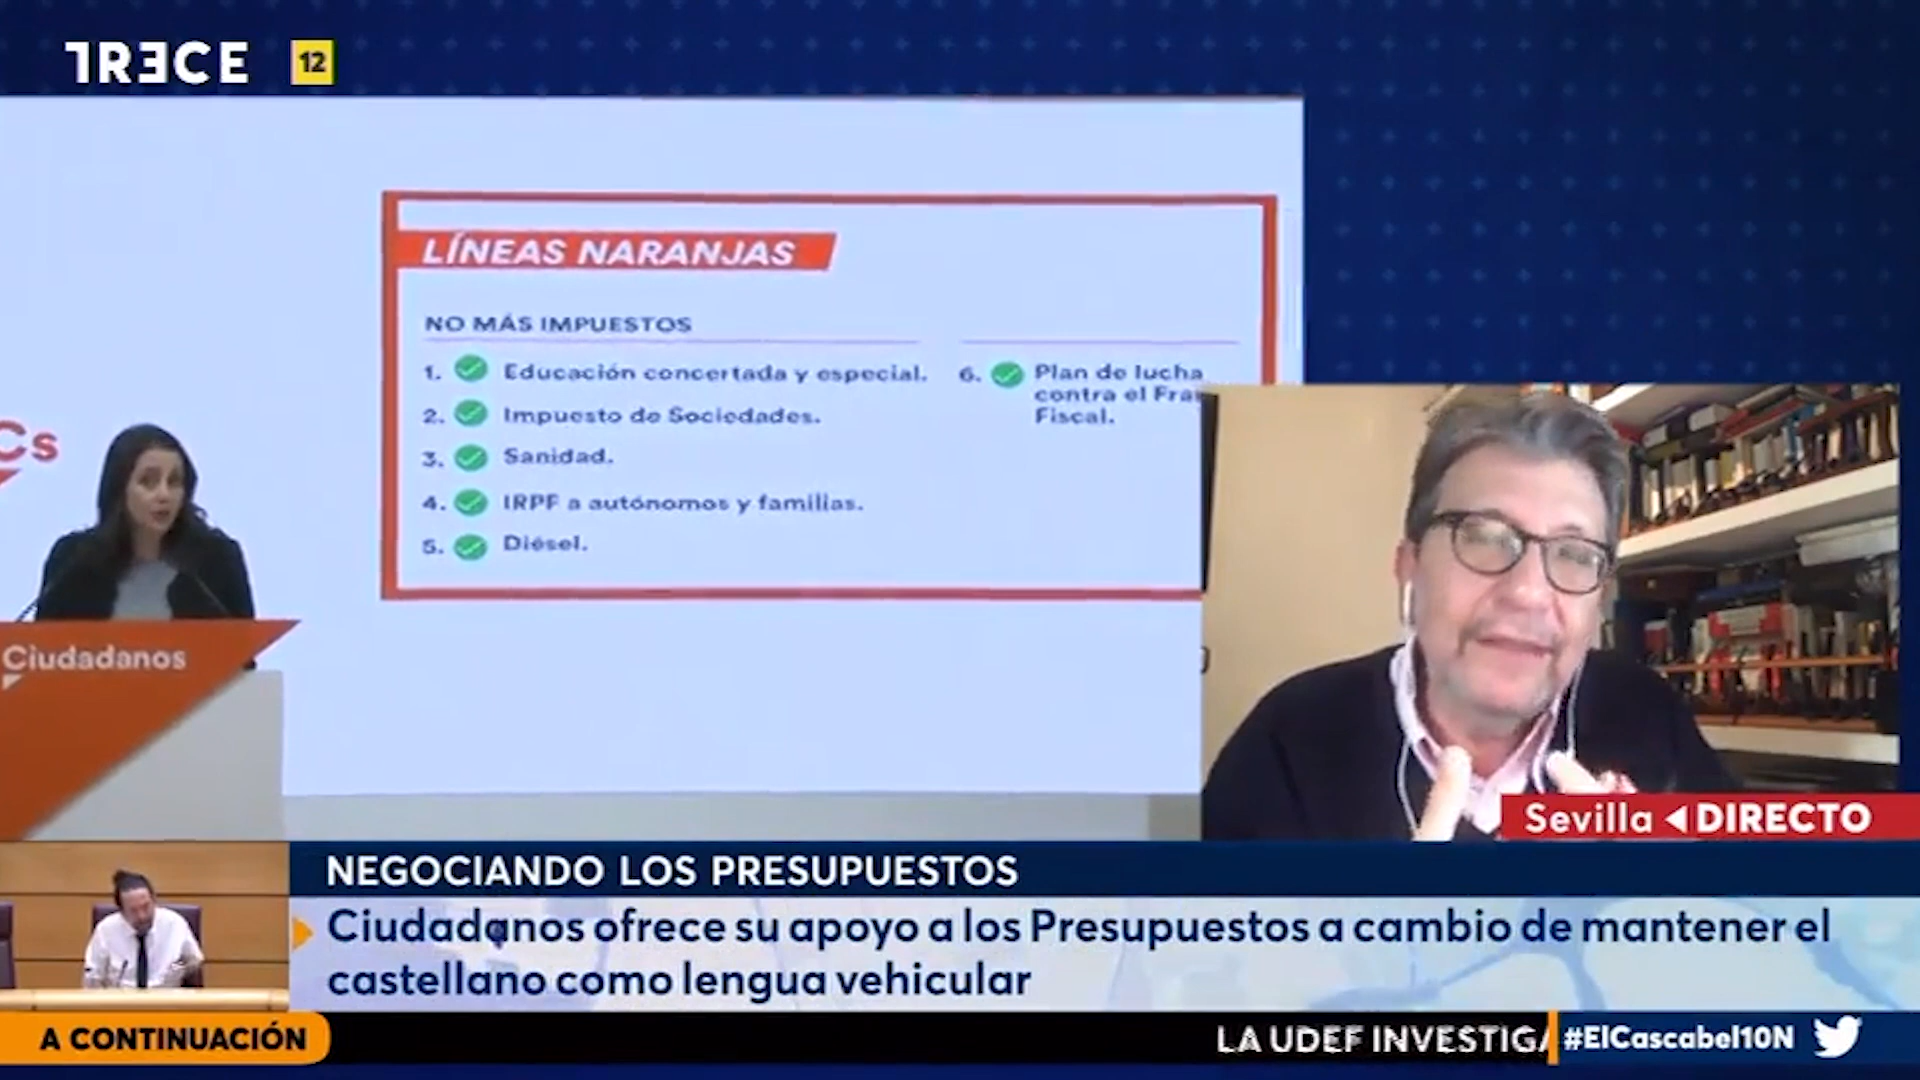 TRECE 12
LÍNEAS NARANJAS
NO MÁS IMPUESTOS
1. Educación concertada y especial.
2. Impuesto de Sociedades.
3. Sanidad.
4. IRPF a autónomos y familias.
5. Diésel.
6. Plan de lucha
contra el
Fiscal.
Cs
Ciudadanos
Sevilla DIRECTO
NEGOCIANDO LOS PRESUPUESTOS
Ciudadanos ofrece su apoyo a los Presupuestos a cambio de mantener el
castellano como lengua vehicular
A CONTINUACIÓN
LA UDEF
#ElCascabel10N